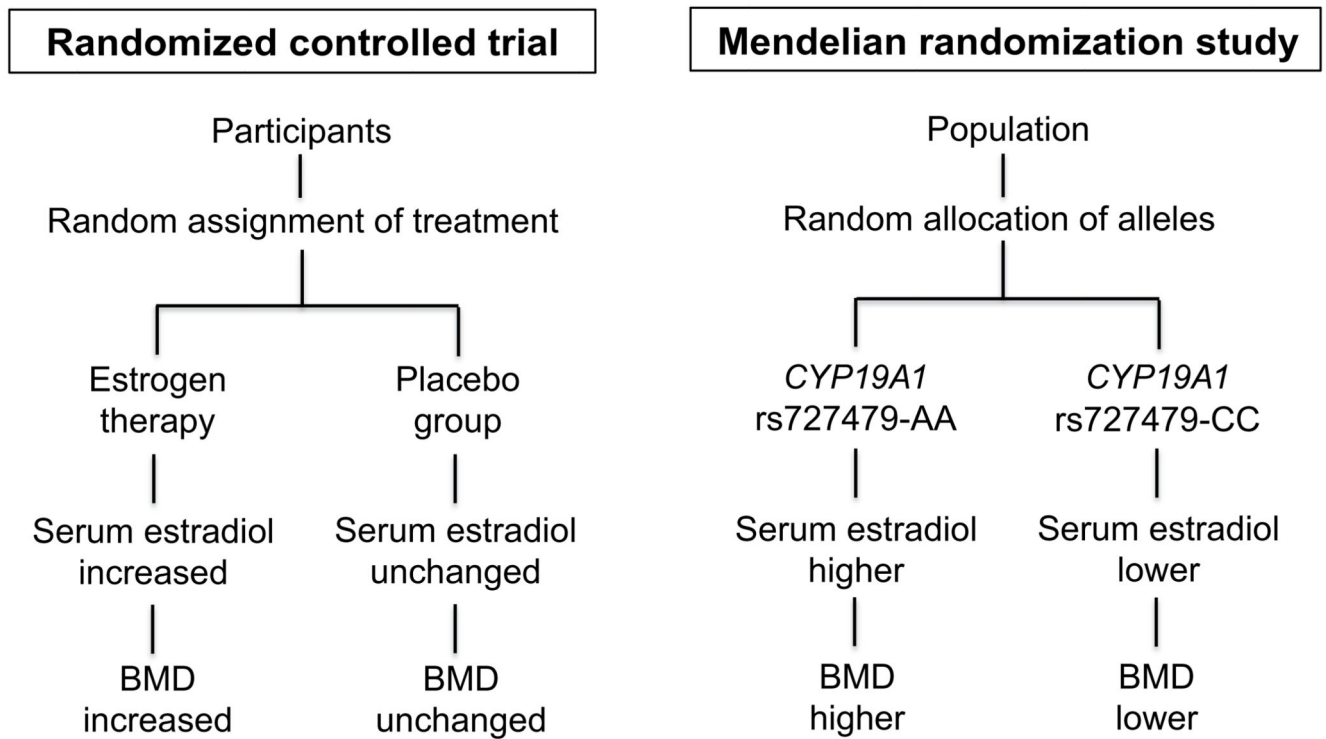 Randomized controlled trial
Participants
Random assignment of treatment
Estrogen
therapy
Placebo
group
Serum estradiol
increased
Serum estradiol
unchanged
BMD
increased
BMD
unchanged
Mendelian randomization study
Population
Random allocation of alleles
CYP19A1
rs727479-AA
CYP19A1
rs727479-CC
Serum estradiol
higher
Serum estradiol
lower
BMD
higher
BMD
lower